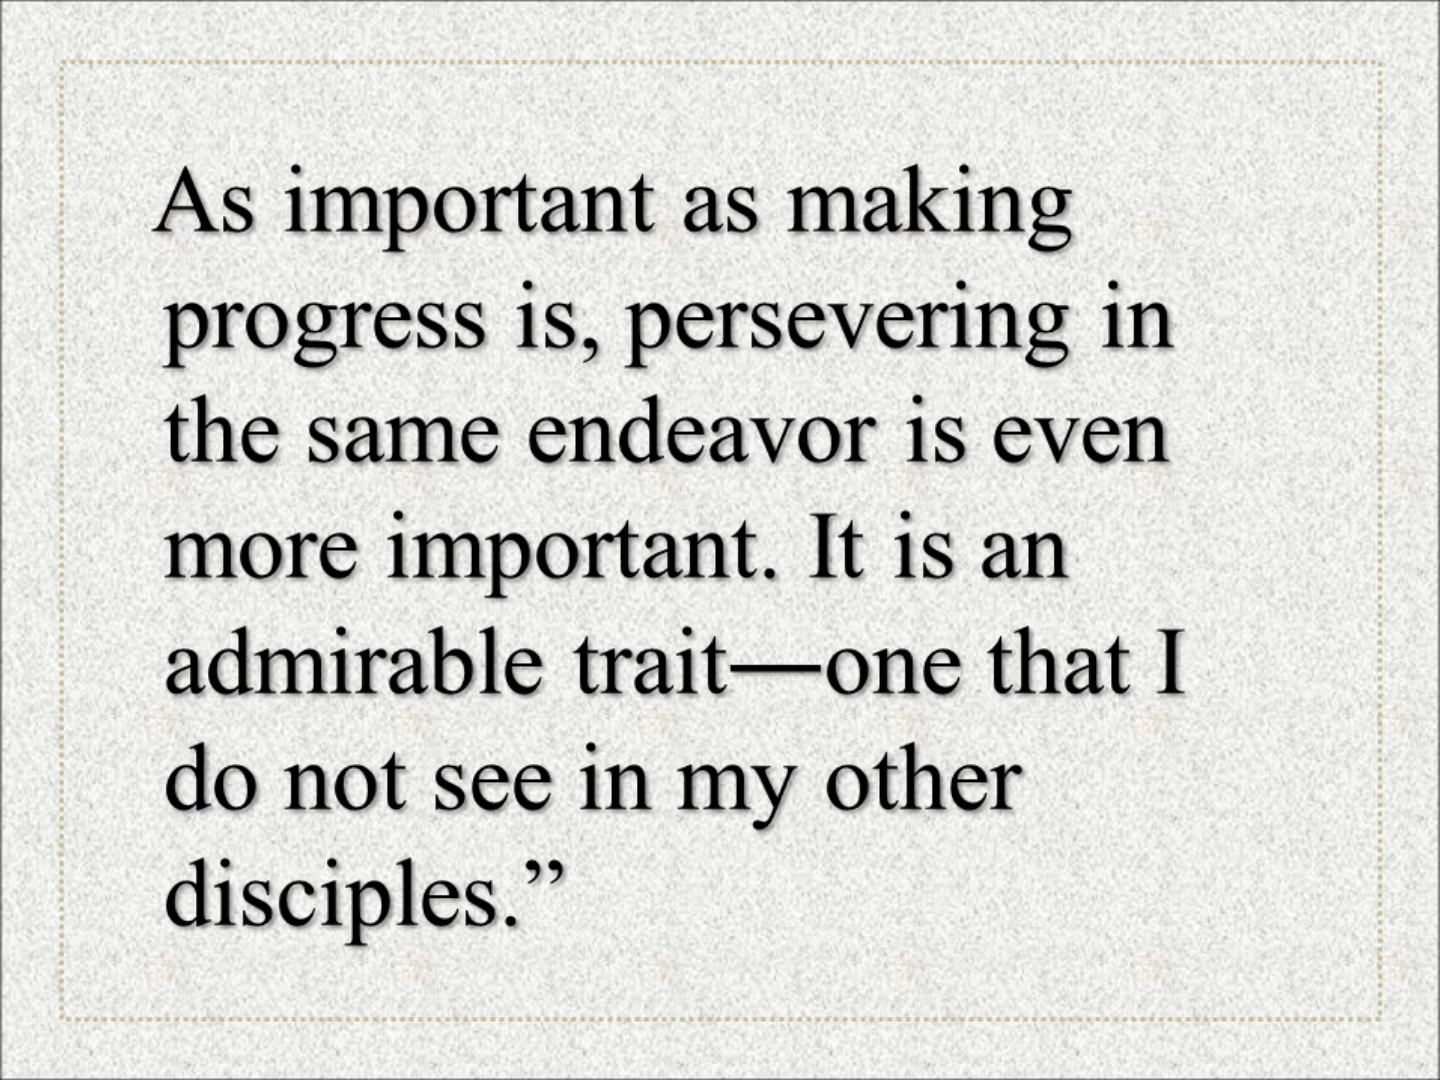 As important as making
progress is, persevering in
the same endeavor is even
more important. It is an
admirable trait—one that I
do not see in my other
disciples.”